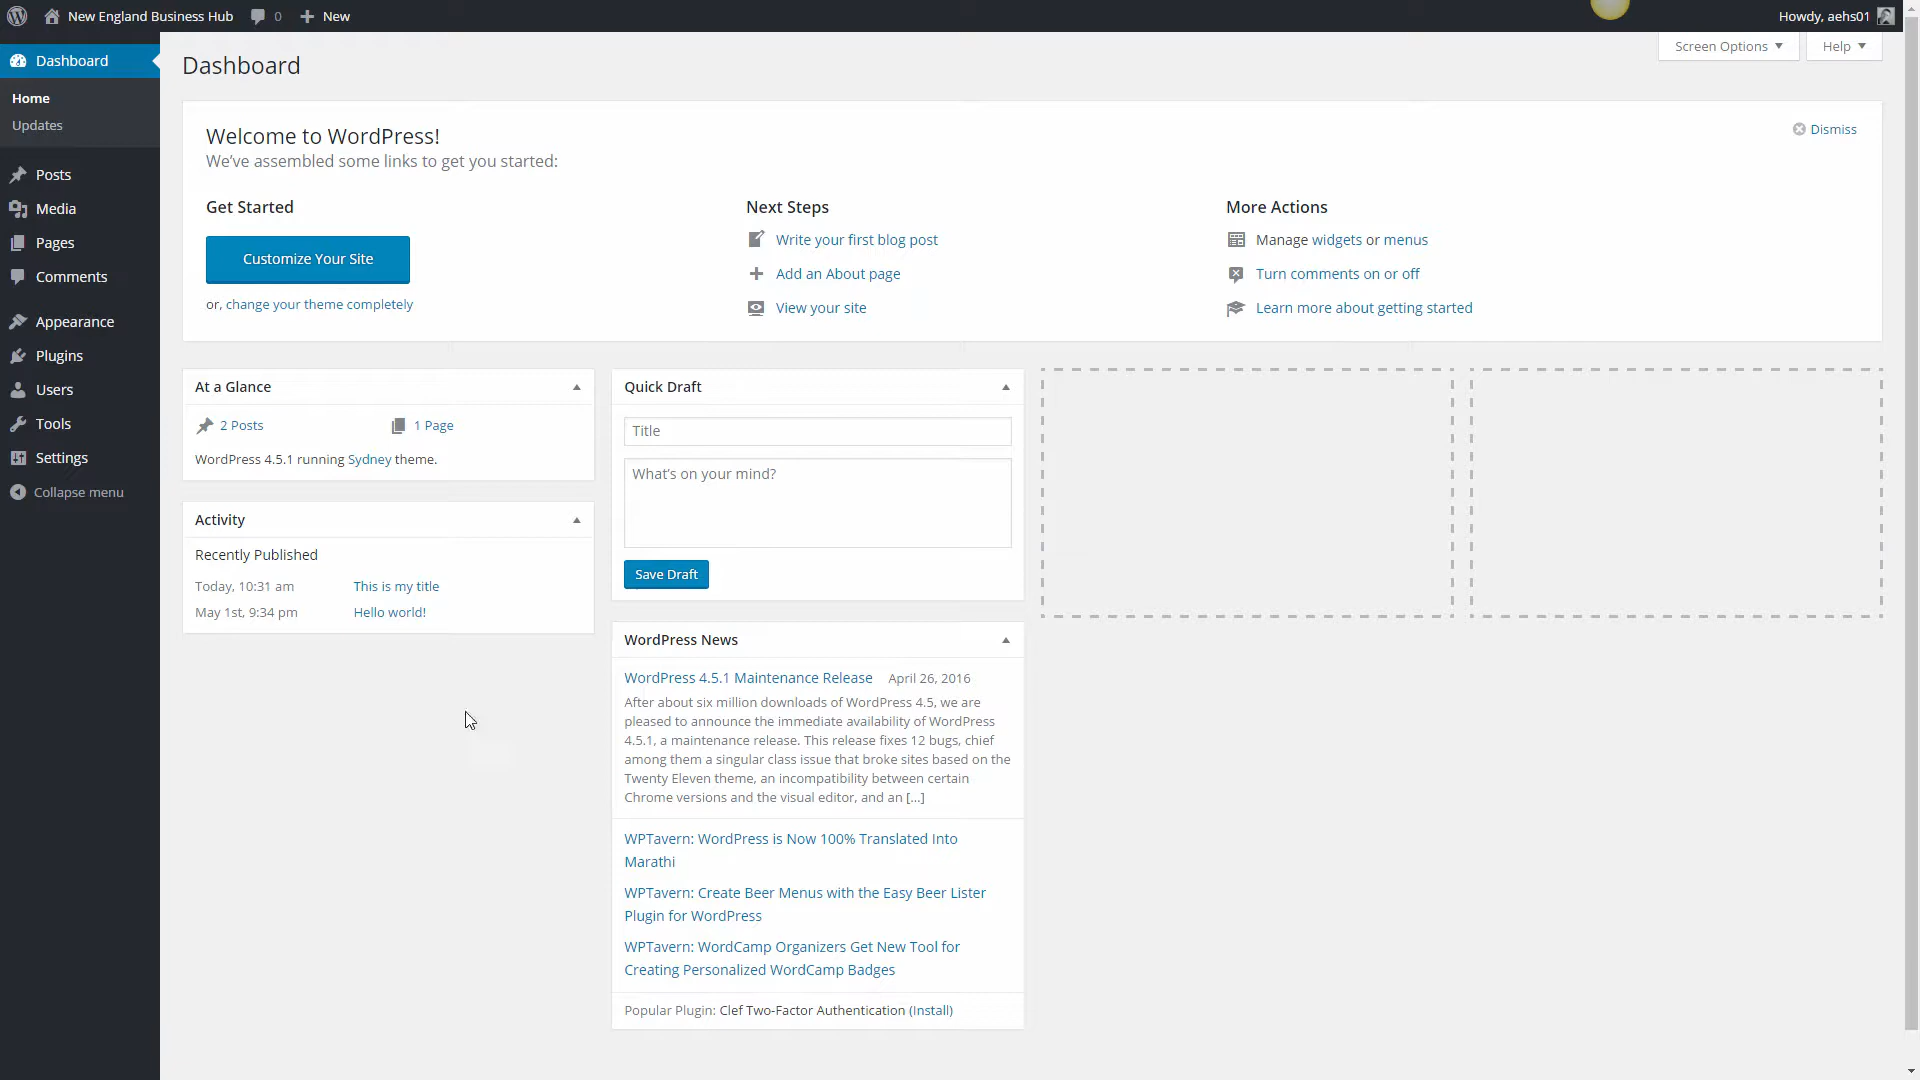 New England Business Hub 0 New Howdy, aehs01
Screen Options Help
Dashboard
Home
Updates
Posts
Media
Pages
Comments
Appearance
Plugins
Users
Tools
Settings
Collapse menu
Dashboard
Welcome to WordPress!
We've assembled some links to get you started:
Dismiss
Get Started
Customize Your Site
or, change your theme completely
Next Steps
Write your first blog post
Add an About page
View your site
More Actions
Manage widgets or menus
Turn comments on or off
Learn more about getting started
At a Glance
2 Posts 1 Page
WordPress 4.5.1 running Sydney theme.
Activity
Recently Published
Today, 10:31 am This is my title
May 1st, 9:34 pm Hello world!
Quick Draft
Title
What's on your mind?
Save Draft
WordPress News
WordPress 4.5.1 Maintenance Release April 26, 2016
After about six million downloads of WordPress 4.5, we are
pleased to announce the immediate availability of WordPress
4.5.1, a maintenance release. This release fixes 12 bugs, chief
among them a singular class issue that broke sites based on the
Twenty Eleven theme, an incompatibility between certain
Chrome versions and the visual editor, and an [...]
WPTavern: WordPress is Now 100% Translated Into
Marathi
WPTavern: Create Beer Menus with the Easy Beer Lister
Plugin for WordPress
WPTavern: WordCamp Organizers Get New Tool for
Creating Personalized WordCamp Badges
Popular Plugin: Clef Two-Factor Authentication (Install)